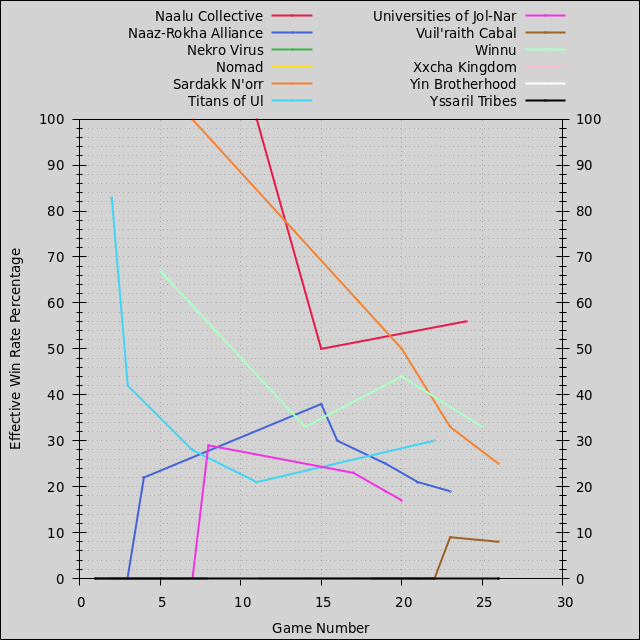 Naalu Collective
Naaz-Rokha Alliance
Nekro Virus
Nomad
Sardakk N'orr
Titans of Ul
Universities of Jol-Nar
Vuil'raith Cabal
Winnu
Xxcha Kingdom
Yin Brotherhood
Yssaril Tribes
100
90
80
70
60
50
40
30
20
10
0
100
90
80
70
60
50
40
30
20
10
0
0 5 10 15 20 25 30
Effective Win Rate Percentage
Game Number